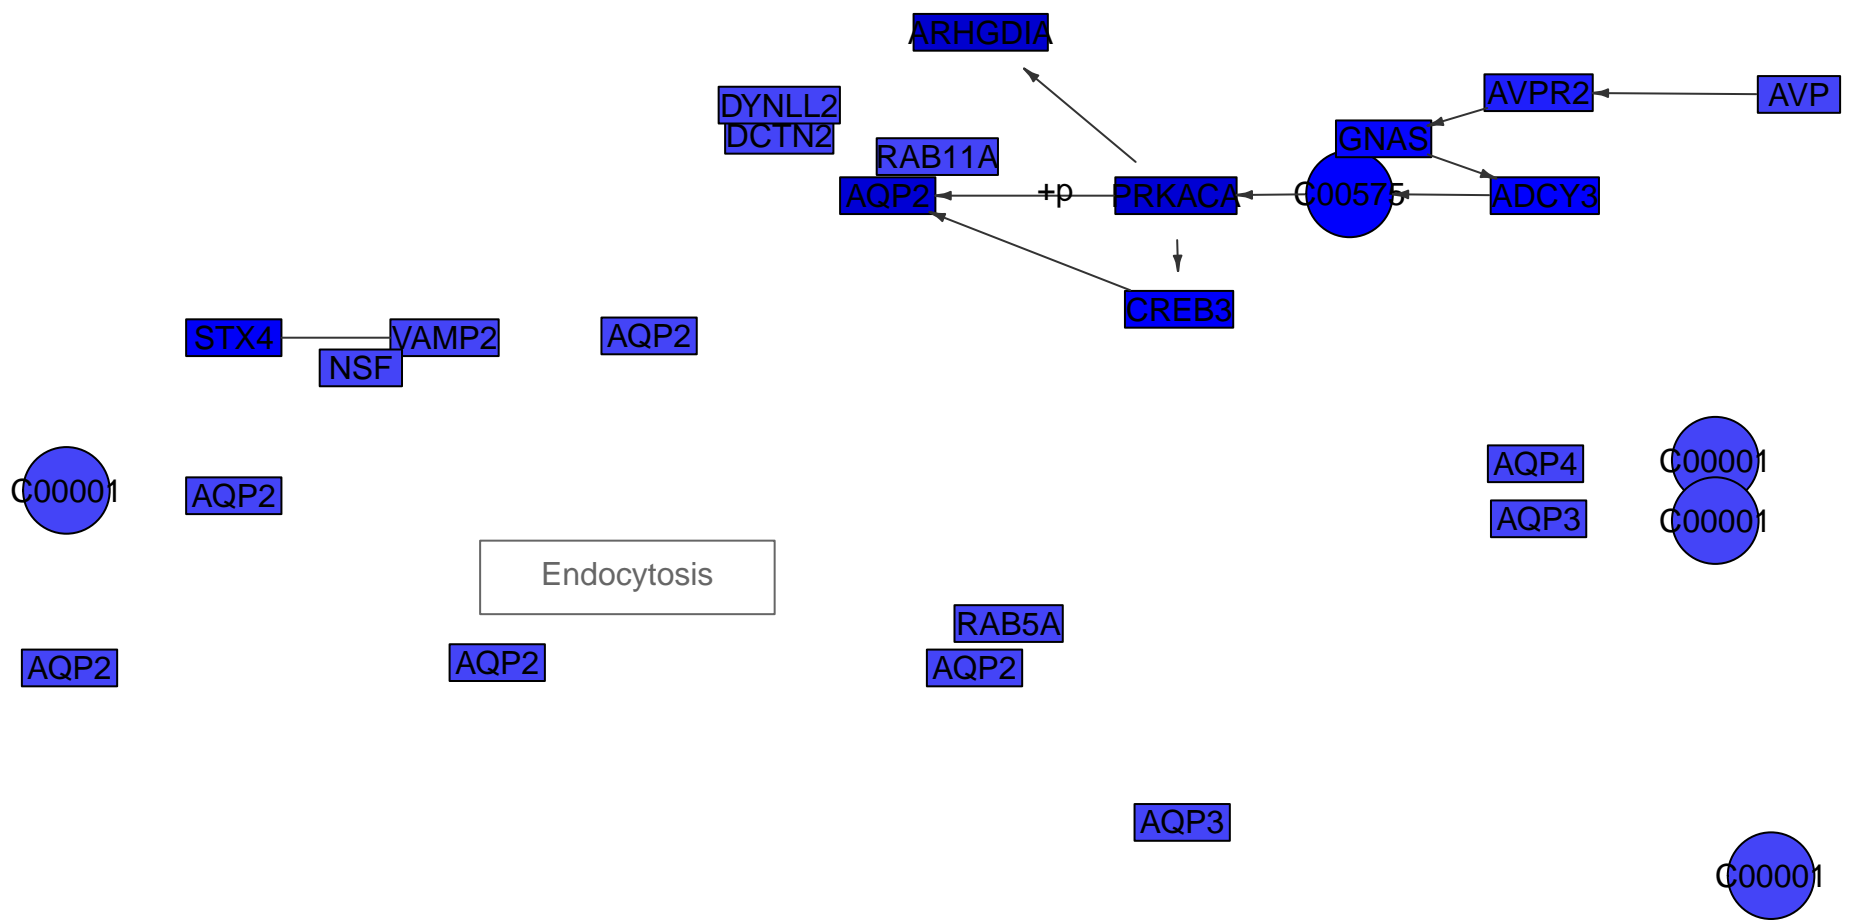 ARHGDIA
AVPR2
AVP
DYNLL2
DCTN2
GNAS
RAB11A
AQP2
+p
PRKACA
C00575
ADCY3
CREB3
STX4
VAMP2
AQP2
NSF
AQP4
C00001
C00001
AQP2
AQP3
C00001
Endocytosis
RAB5A
AQP2
AQP2
AQP2
AQP3
C00001